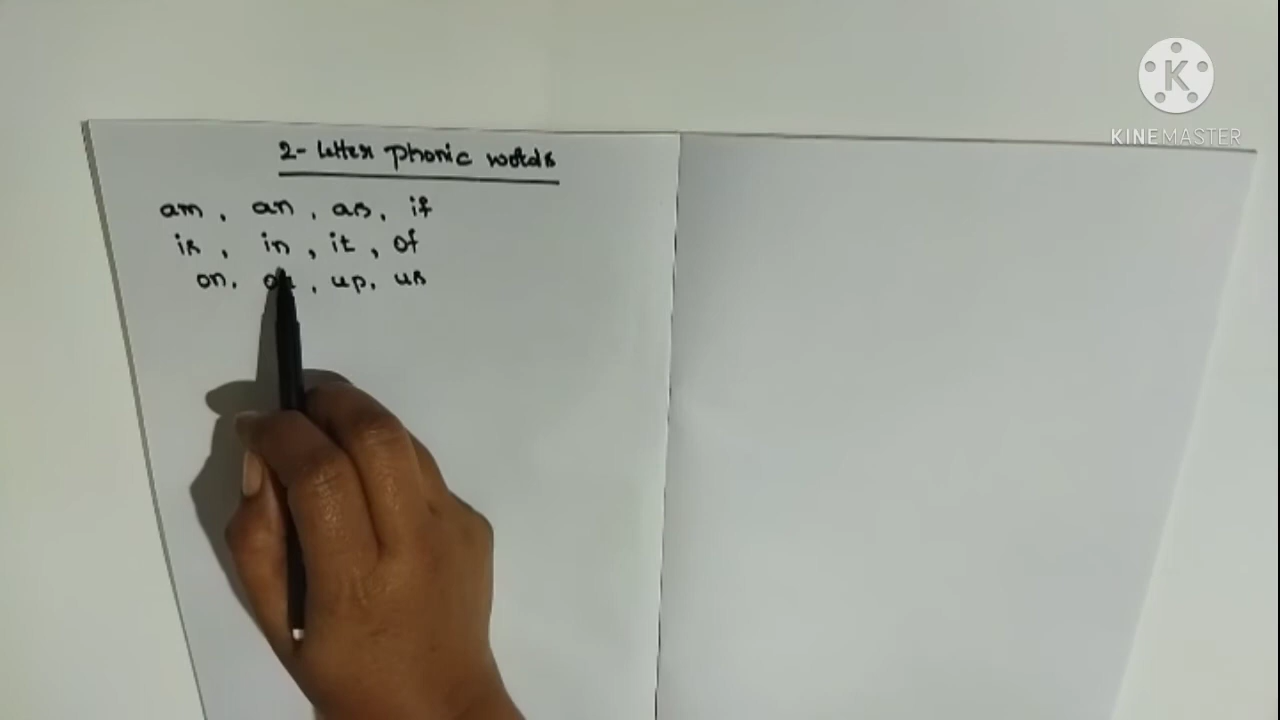 2- letter phonic words
am, an, as, if
is, in, it, of
on, , up, us
K
KINEMASTER